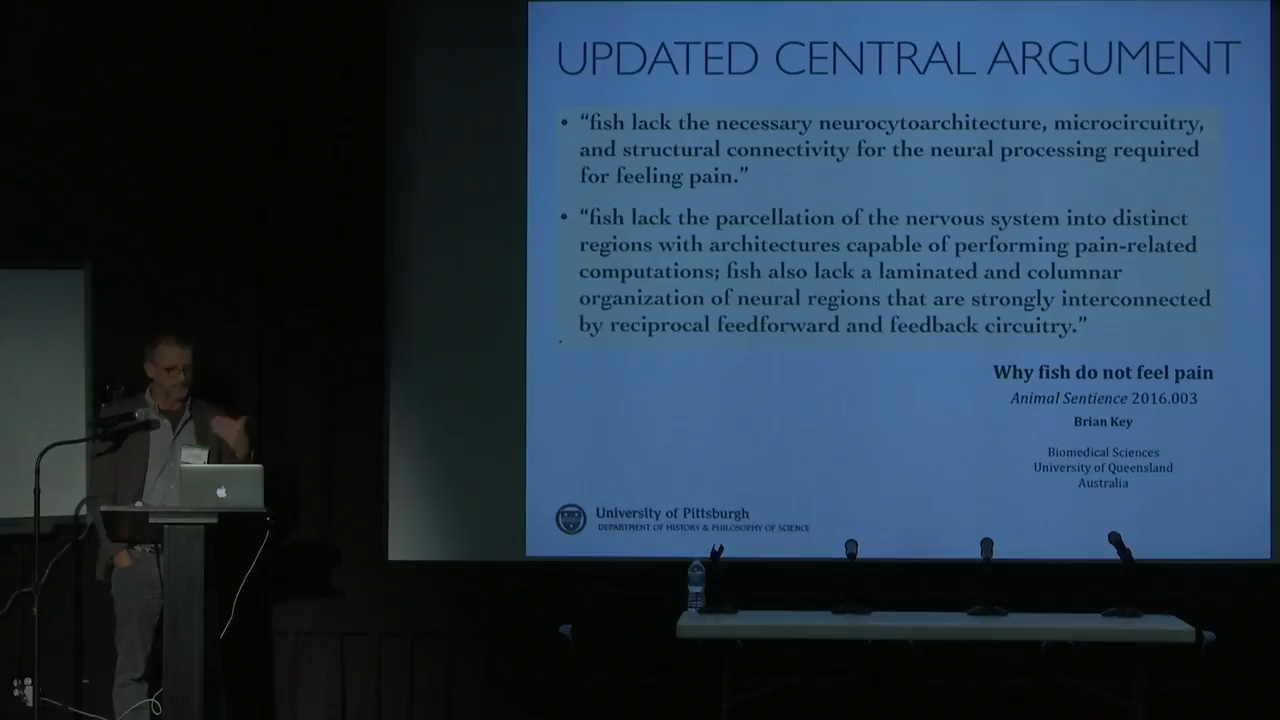 UPDATED CENTRAL ARGUMENT
• “fish lack the necessary neurocytoarchitecture, microcircuitry,
and structural connectivity for the neural processing required
for feeling pain.”
• “fish lack the parcellation of the nervous system into distinct
regions with architectures capable of performing pain-related
computations; fish also lack a laminated and columnar
organization of neural regions that are strongly interconnected
by reciprocal feedforward and feedback circuitry.”
Why fish do not feel pain
Animal Sentience 2016.003
Brian Key
Biomedical Sciences
University of Queensland
Australia
University of Pittsburgh
DEPARTMENT OF HISTORY & PHILOSOPHY OF SCIENCE